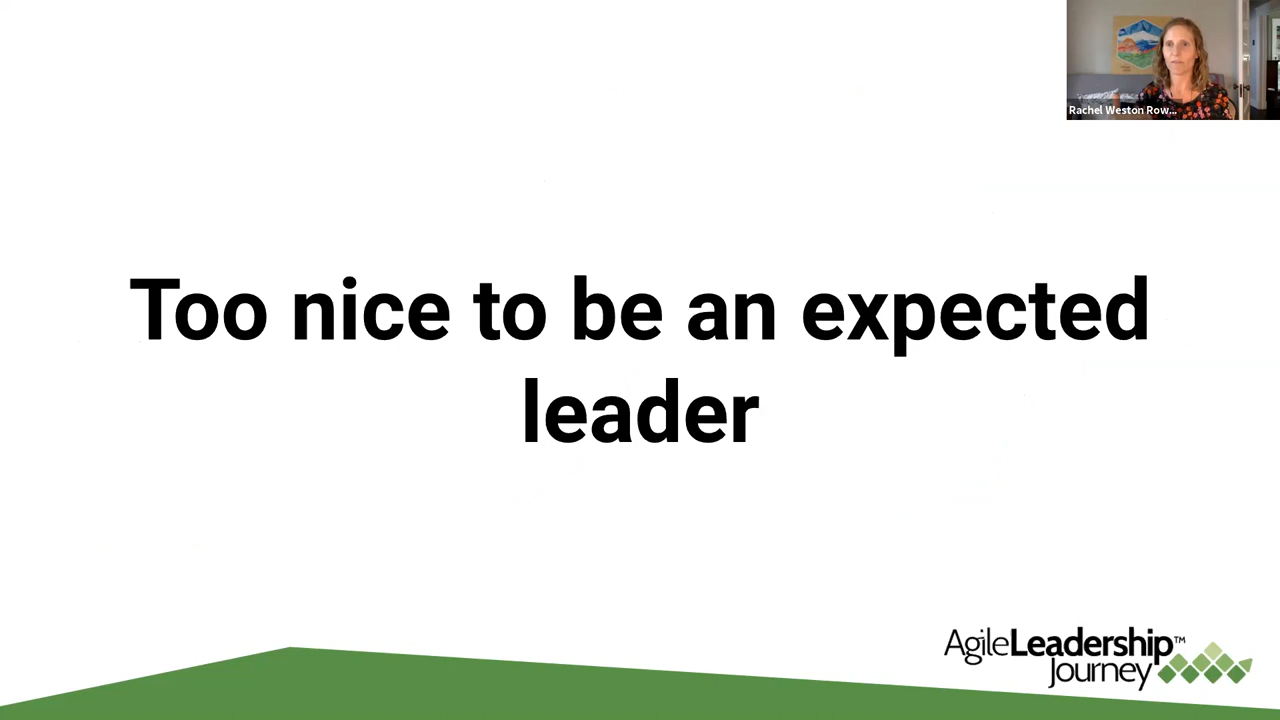 Rachel Weston Row...
Too nice to be an expected
leader
AgileLeadership™
Journey